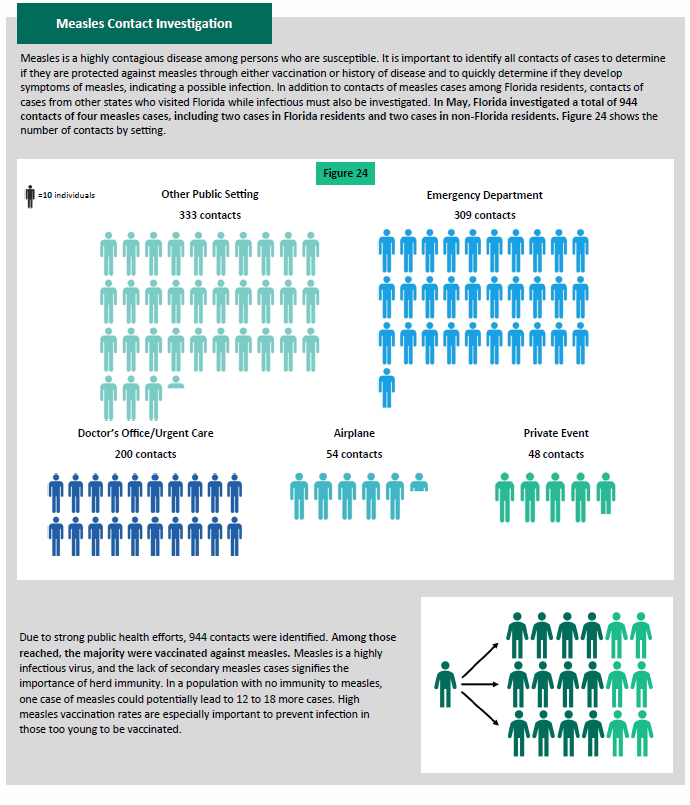 Measles Contact Investigation
Measles is a highly contagious disease among persons who are susceptible. It is important to identify all contacts of cases to determine
if they are protected against measles through either vaccination or history of disease and to quickly determine if they develop
symptoms of measles, indicating a possible infection. In addition to contacts of measles cases among Florida residents, contacts of
cases from other states who visited Florida while infectious must also be investigated. In May, Florida investigated a total of 944
contacts of four measles cases, including two cases in Florida residents and two cases in non-Florida residents. Figure 24 shows the
number of contacts by setting.
Figure 24
=10 individuals
Other Public Setting
333 contacts
Emergency Department
309 contacts
Doctor's Office/Urgent Care
200 contacts
Airplane
54 contacts
Private Event
48 contacts
Due to strong public health efforts, 944 contacts were identified. Among those
reached, the majority were vaccinated against measles. Measles is a highly
infectious virus, and the lack of secondary measles cases signifies the
importance of herd immunity. In a population with no immunity to measles,
one case of measles could potentially lead to 12 to 18 more cases. High
measles vaccination rates are especially important to prevent infection in
those too young to be vaccinated.